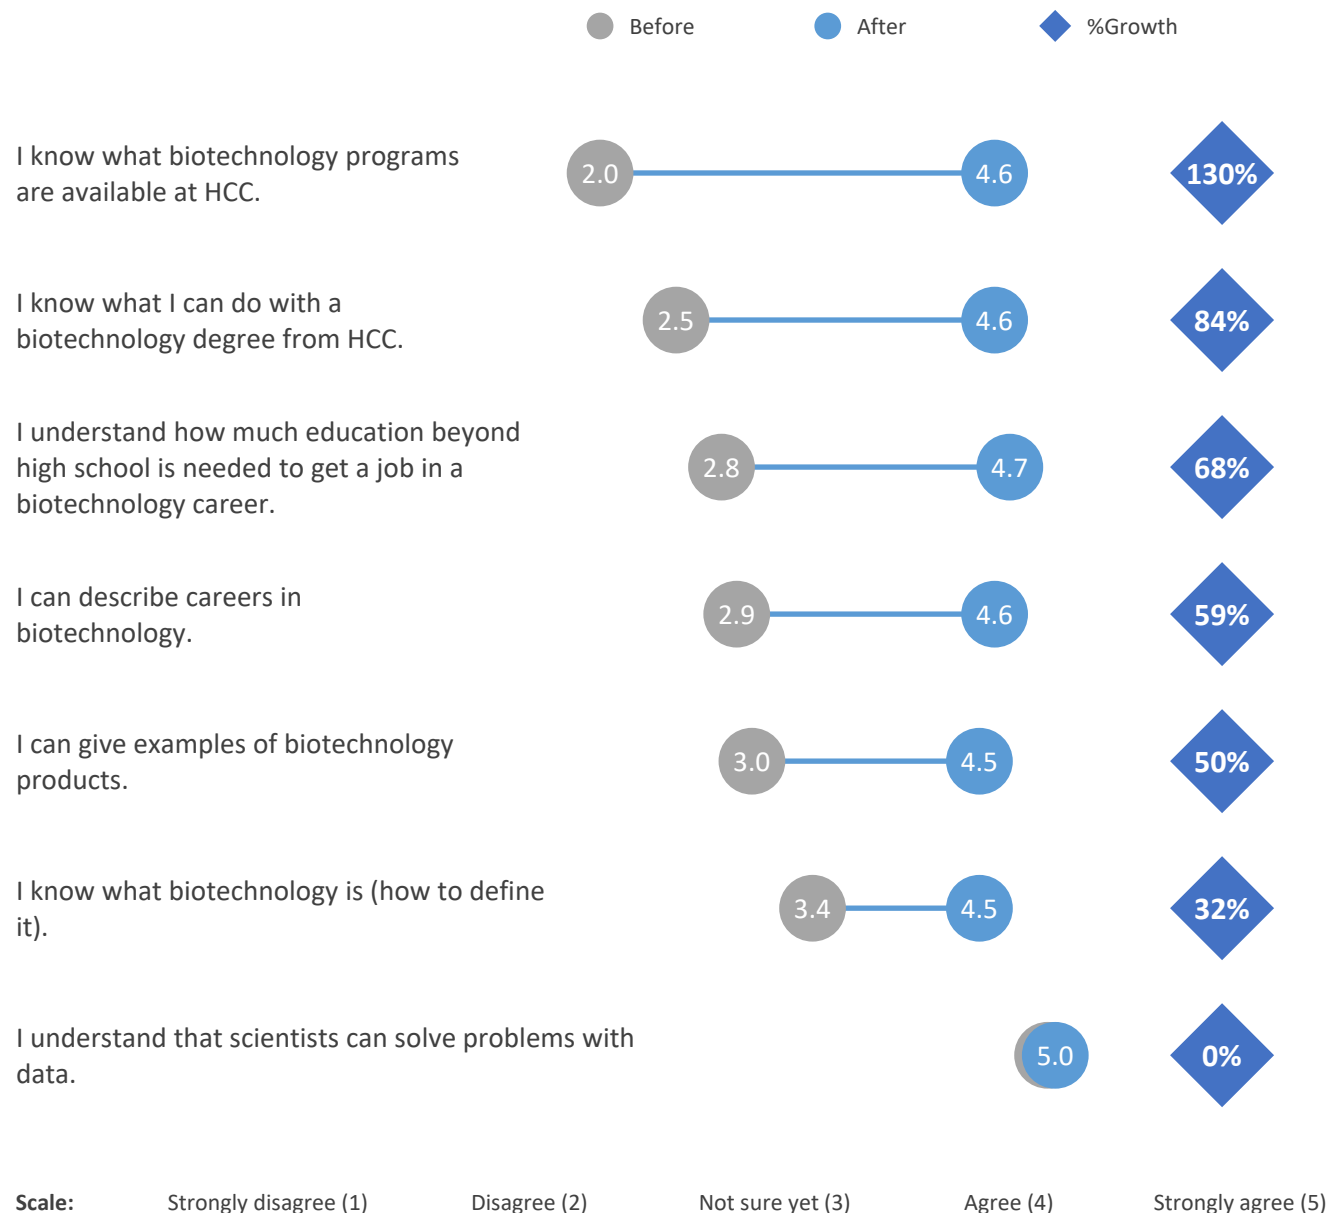 Before After %Growth
I know what biotechnology programs
are available at HCC.
2.0 4.6 130%
I know what I can do with a
biotechnology degree from HCC.
2.5 4.6 84%
I understand how much education beyond
high school is needed to get a job in a
biotechnology career.
2.8 4.7 68%
I can describe careers in
biotechnology.
2.9 4.6 59%
I can give examples of biotechnology
products.
3.0 4.5 50%
I know what biotechnology is (how to define
it).
3.4 4.5 32%
I understand that scientists can solve problems with
data.
5.0 0%
Scale: Strongly disagree (1) Disagree (2) Not sure yet (3) Agree (4) Strongly agree (5)